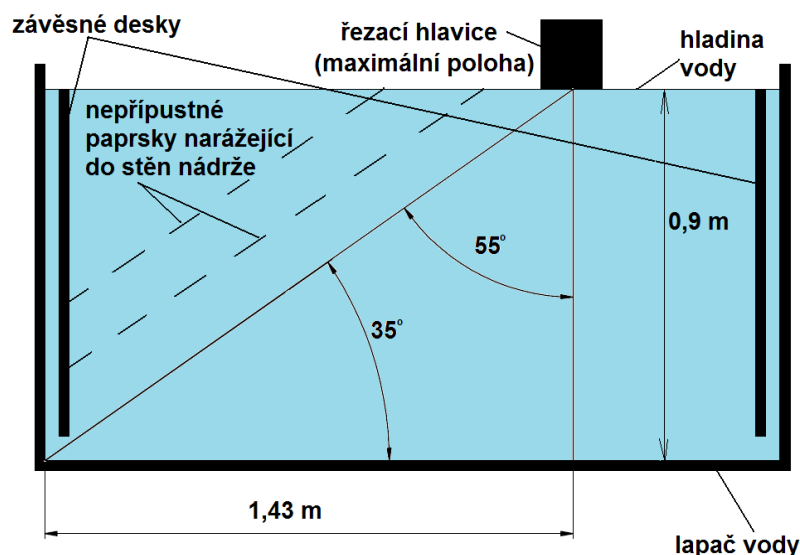 závěsné desky
řezací hlavice
(maximální poloha)
hladina
vody
nepřípustné
paprsky narážející
do stěn nádrže
0,9 m
55°
35°
1,43 m
lapač vody